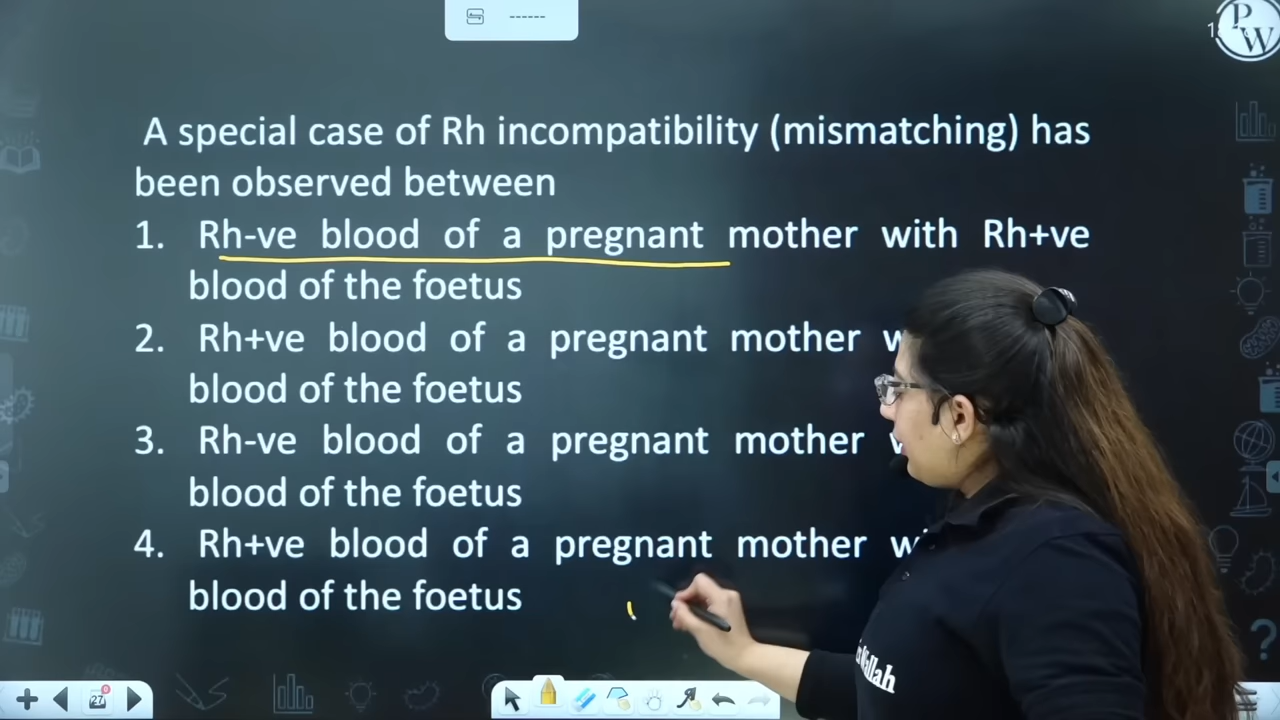 P
W
------
A special case of Rh incompatibility (mismatching) has
been observed between
1. Rh-ve blood of a pregnant mother with Rh+ve
blood of the foetus
2. Rh+ve blood of a pregnant mother
blood of the foetus
3. Rh-ve blood of a pregnant mother
blood of the foetus
4. Rh+ve blood of a pregnant mother
blood of the foetus
27